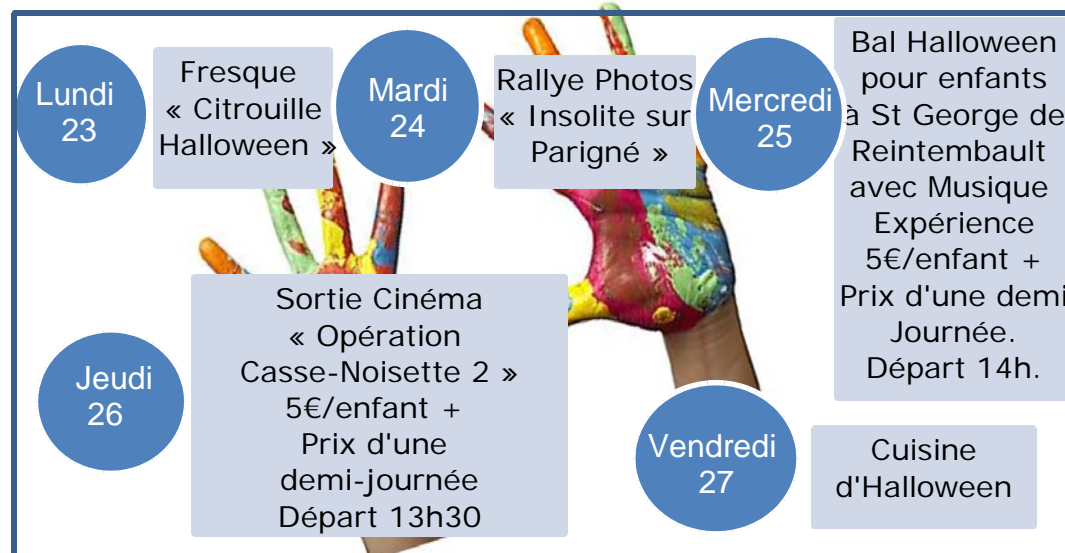 Lundi
23
Fresque
« Citrouille
Halloween »
Mardi
24
Rallye Photos
« Insolite sur
Parigné »
Mercredi
25
Bal Halloween
pour enfants
à St George de
Reintembault
avec Musique
Expérience
5€/enfant +
Prix d'une demi
Journée.
Départ 14h.
Jeudi
26
Sortie Cinéma
« Opération
Casse-Noisette 2 »
5€/enfant +
Prix d'une
demi-journée
Départ 13h30
Vendredi
27
Cuisine
d'Halloween